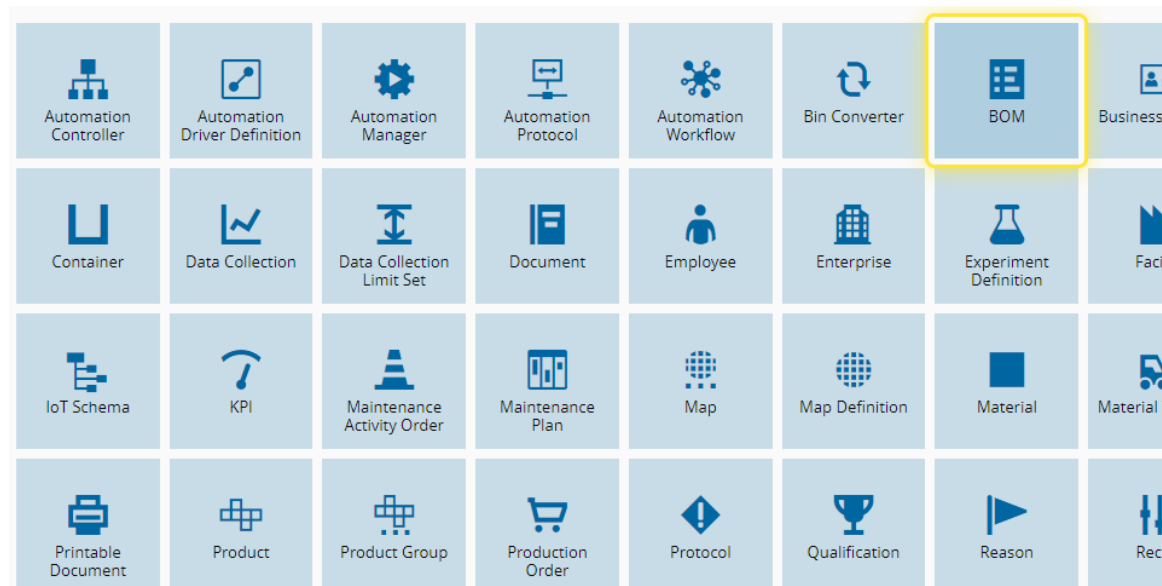 Automation
Controller
Automation
Driver Definition
Automation
Manager
Automation
Protocol
Automation
Workflow
Bin Converter
BOM
Business
Container
Data Collection
Data Collection
Limit Set
Document
Employee
Enterprise
Experiment
Definition
IoT Schema
KPI
Maintenance
Activity Order
Maintenance
Plan
Map
Map Definition
Material
Material
Printable
Document
Product
Product Group
Production
Order
Protocol
Qualification
Reason